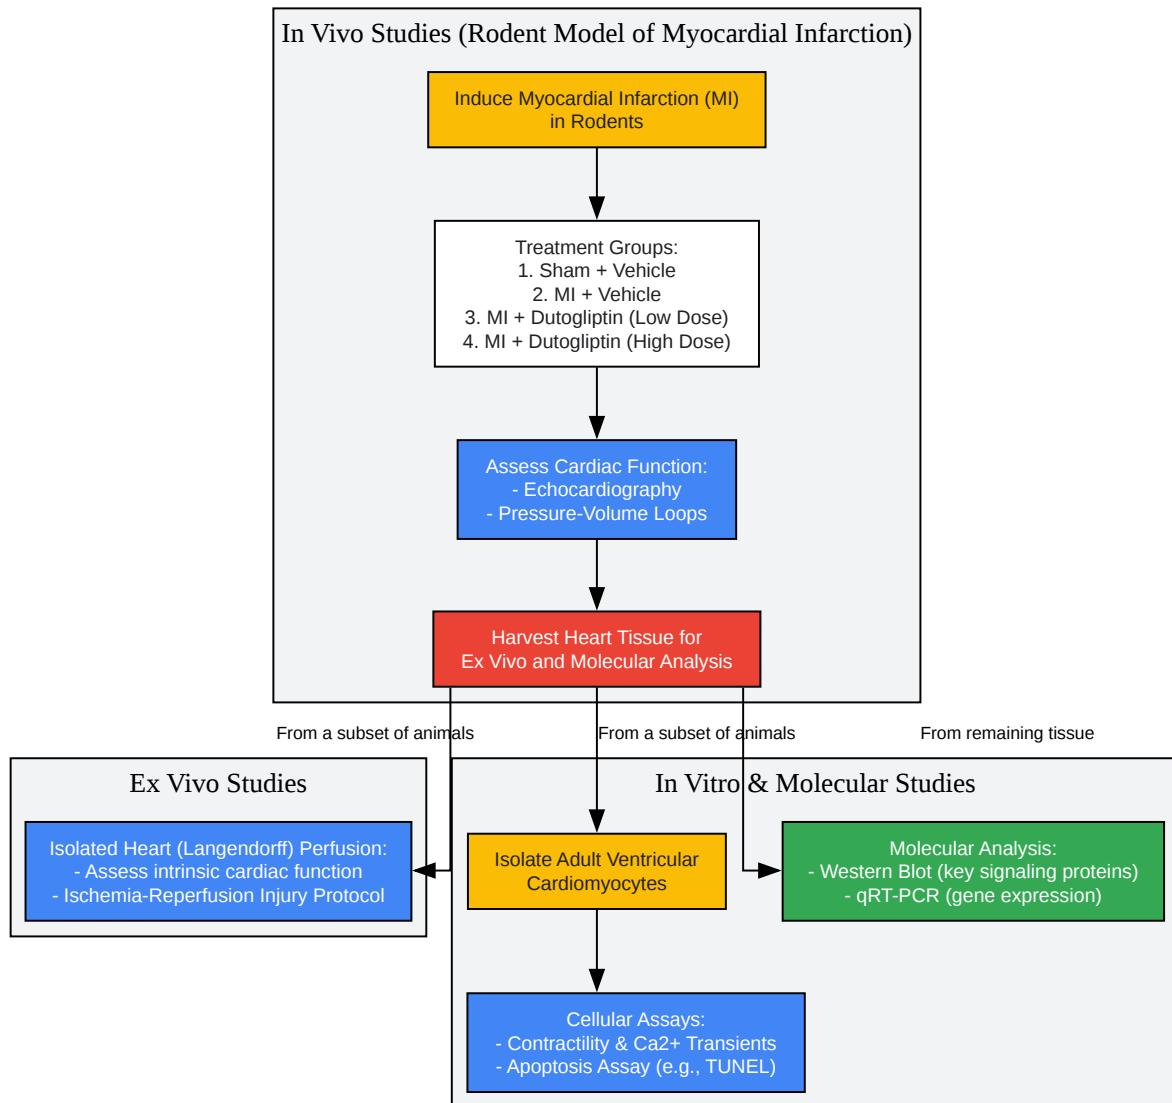 In Vivo Studies (Rodent Model of Myocardial Infarction)
Induce Myocardial Infarction (MI)
in Rodents
Treatment Groups:
1. Sham + Vehicle
2. MI + Vehicle
3. MI + Dutogliptin (Low Dose)
4. MI + Dutogliptin (High Dose)
Assess Cardiac Function:
- Echocardiography
- Pressure-Volume Loops
Harvest Heart Tissue for
Ex Vivo and Molecular Analysis
From a subset of animals
From a subset of animals
From remaining tissue
Ex Vivo Studies
Isolated Heart (Langendorff) Perfusion:
- Assess intrinsic cardiac function
- Ischemia-Reperfusion Injury Protocol
In Vitro & Molecular Studies
Isolate Adult Ventricular
Cardiomyocytes
Molecular Analysis:
- Western Blot (key signaling proteins)
- qRT-PCR (gene expression)
Cellular Assays:
- Contractility & Ca2+ Transients
- Apoptosis Assay (e.g., TUNEL)